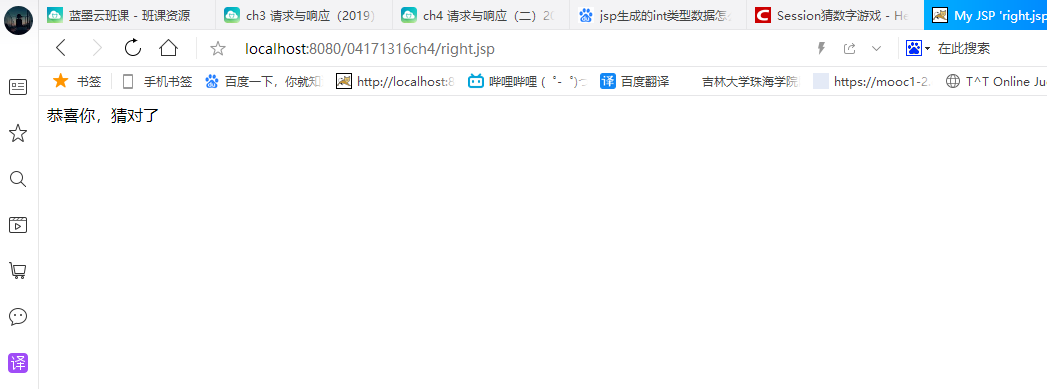 蓝墨云班课 - 班课资源 ch3 请求与响应（2019） ch4 请求与响应（二）20 jsp生成的int类型数据怎么 Session猜数字游戏 - He My JSP 'right.jsp
localhost:8080/04171316ch4/right.jsp 在此搜索
书签 手机书签 百度一下，你就知 http://localhost:8 哔哩哔哩 ( ゜- ゜)つ 译 百度翻译 吉林大学珠海学院 https://mooc1-2. T^T Online Ju
恭喜你，猜对了
译